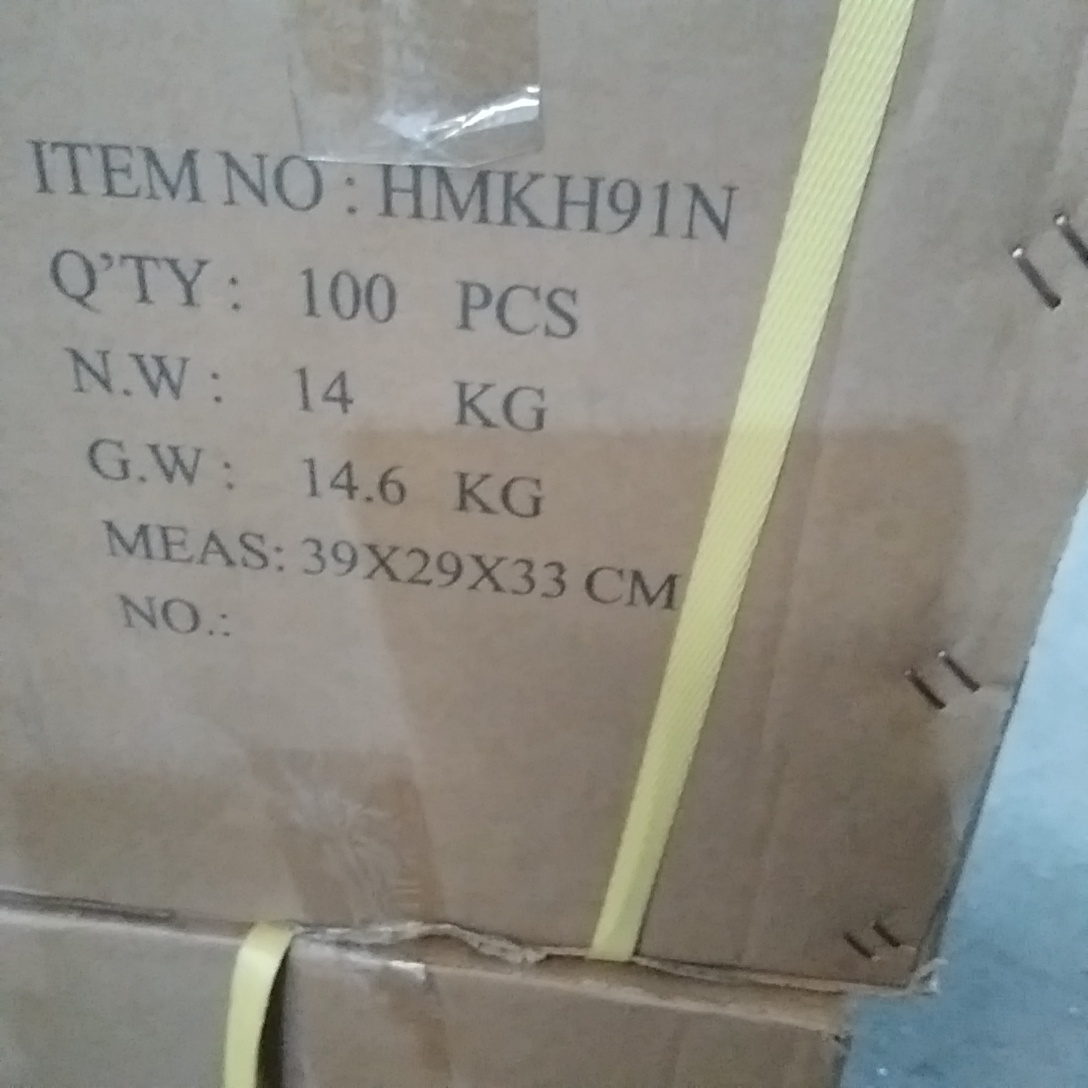 ITEM NO : HMKH91N
Q'TY : 100 PCS
N.W : 14 KG
G.W : 14.6 KG
MEAS: 39X29X33 CM
NO.: